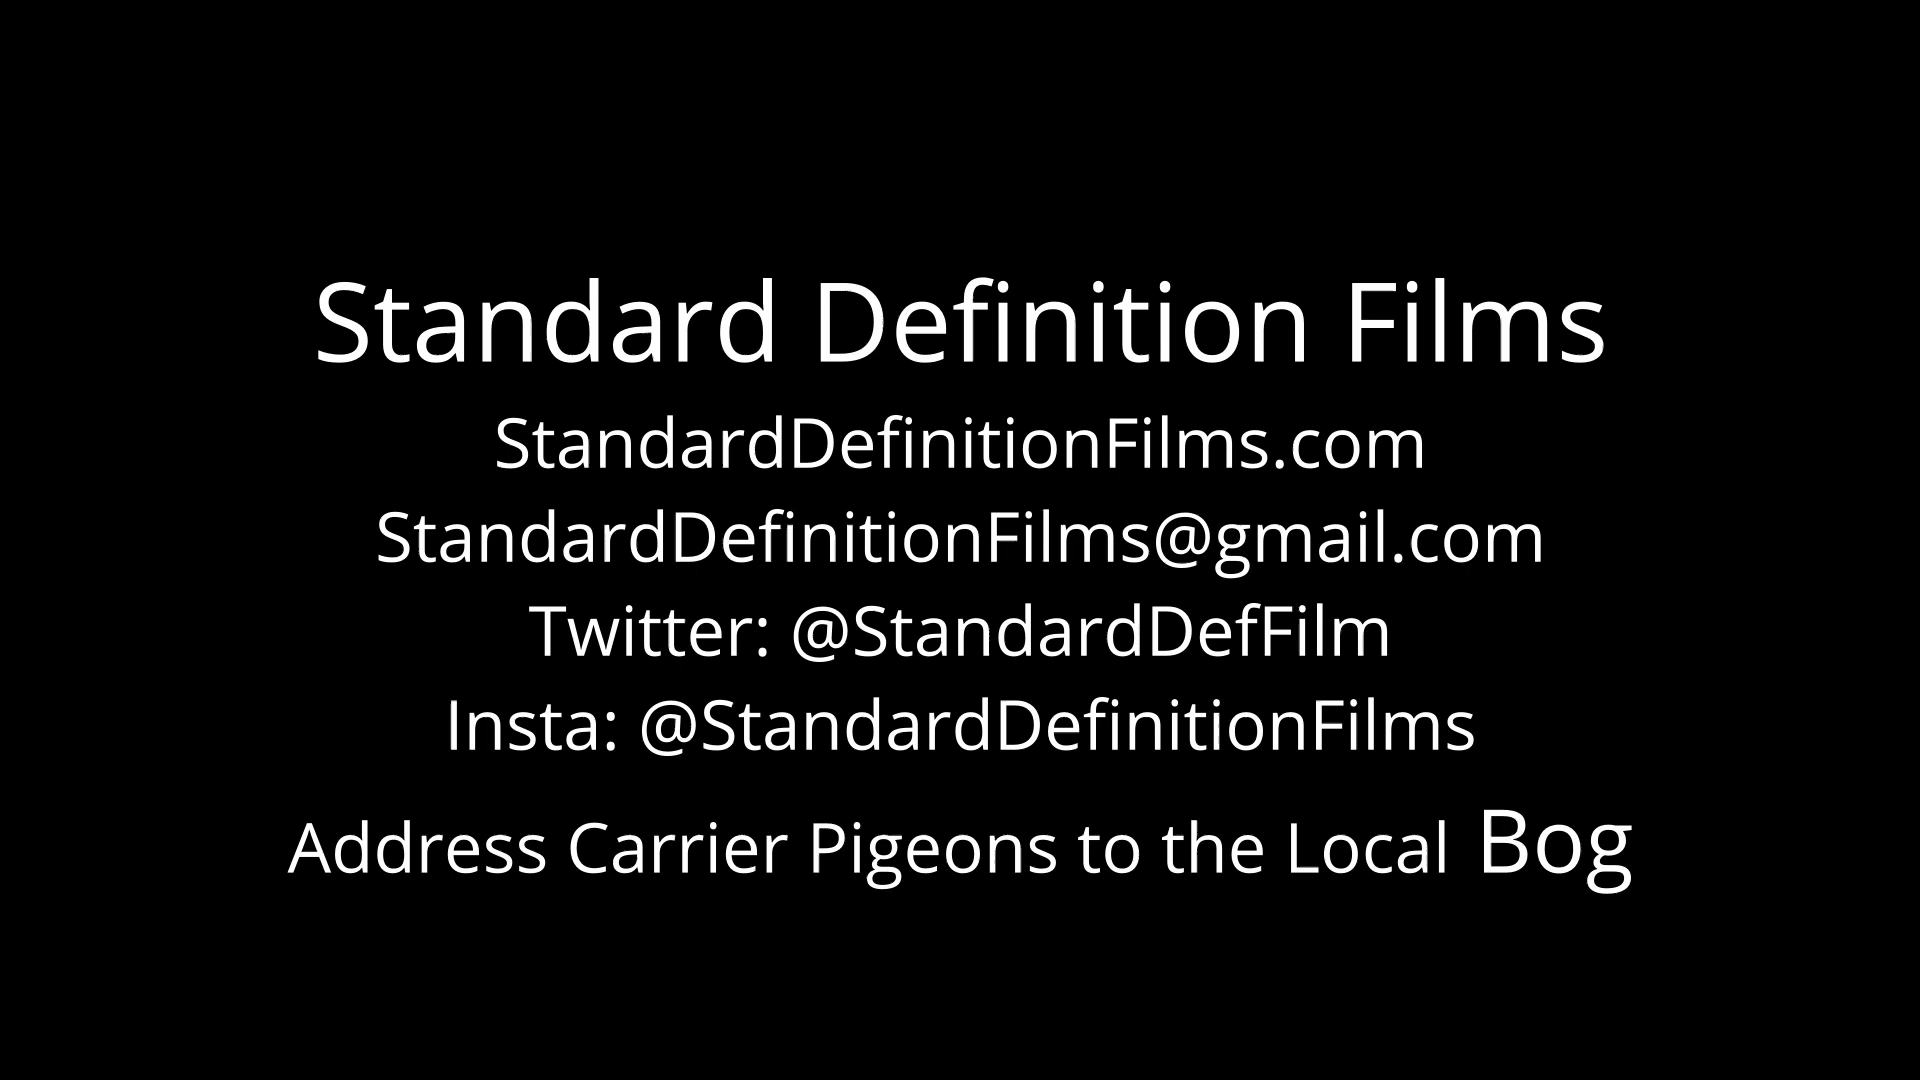 Standard Definition Films
StandardDefinitionFilms.com
StandardDefinitionFilms@gmail.com
Twitter: @StandardDefFilm
Insta: @StandardDefinitionFilms
Address Carrier Pigeons to the Local Bog